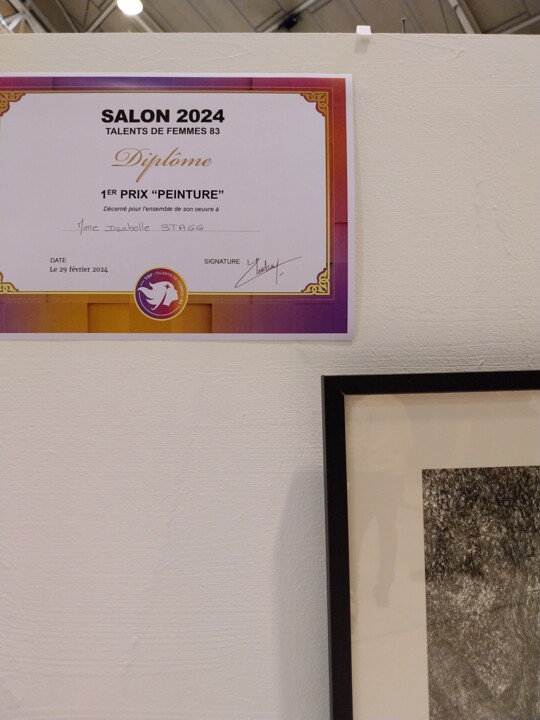 SALON 2024
TALENTS DE FEMMES 83
Diplôme
1ER PRIX “PEINTURE”
Décerné pour l'ensemble de son oeuvre à
Mme Isabelle STAGG
DATE
Le 29 février 2024
SIGNATURE